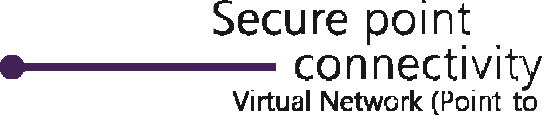 Secure point
connectivity
Virtual Network (Point to